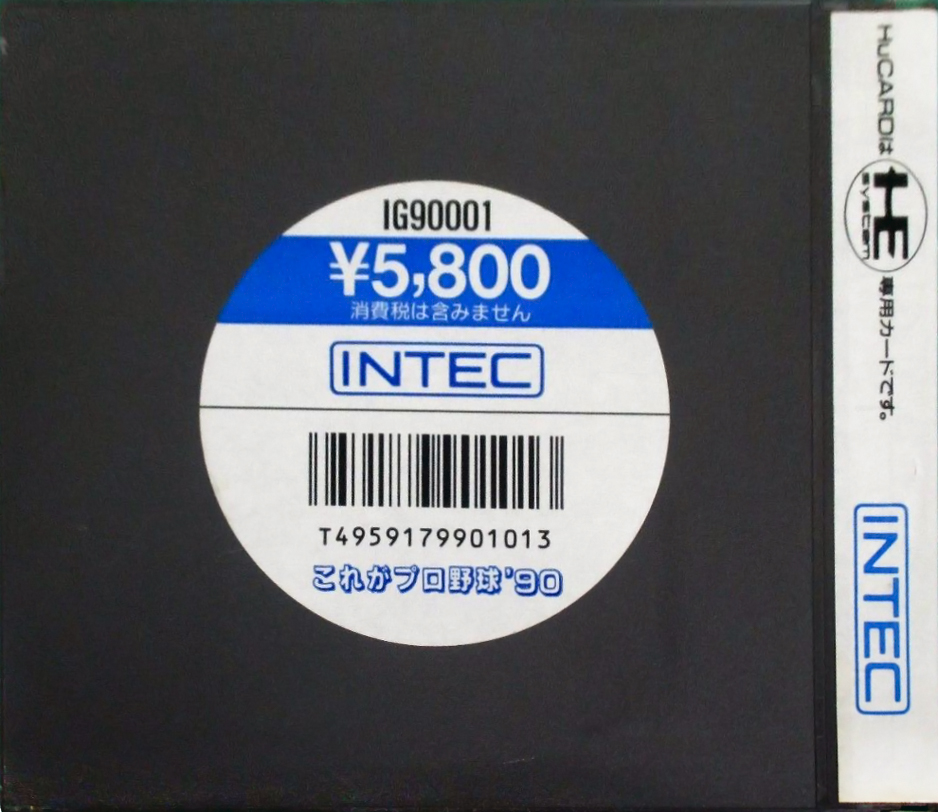 IG90001
¥5,800
消費税は含みません
INTEC
T4959179901013
これがプロ野球'90
HuCARDは HE system 専用カードです。
INTEC